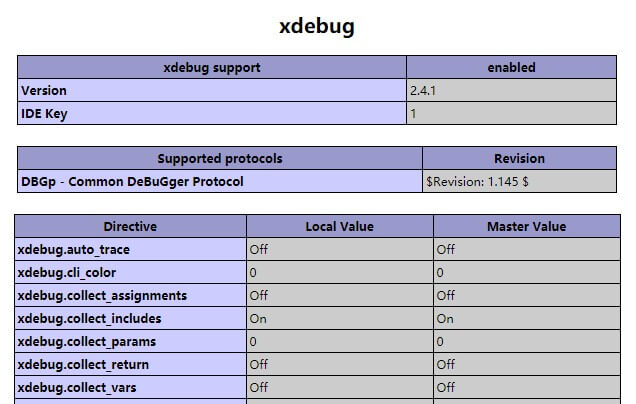 xdebug
xdebug support enabled
Version 2.4.1
IDE Key 1
Supported protocols Revision
DBGp - Common DeBuGger Protocol $Revision: 1.145 $
Directive Local Value Master Value
xdebug.auto_trace Off Off
xdebug.cli_color 0 0
xdebug.collect_assignments Off Off
xdebug.collect_includes On On
xdebug.collect_params 0 0
xdebug.collect_return Off Off
xdebug.collect_vars Off Off